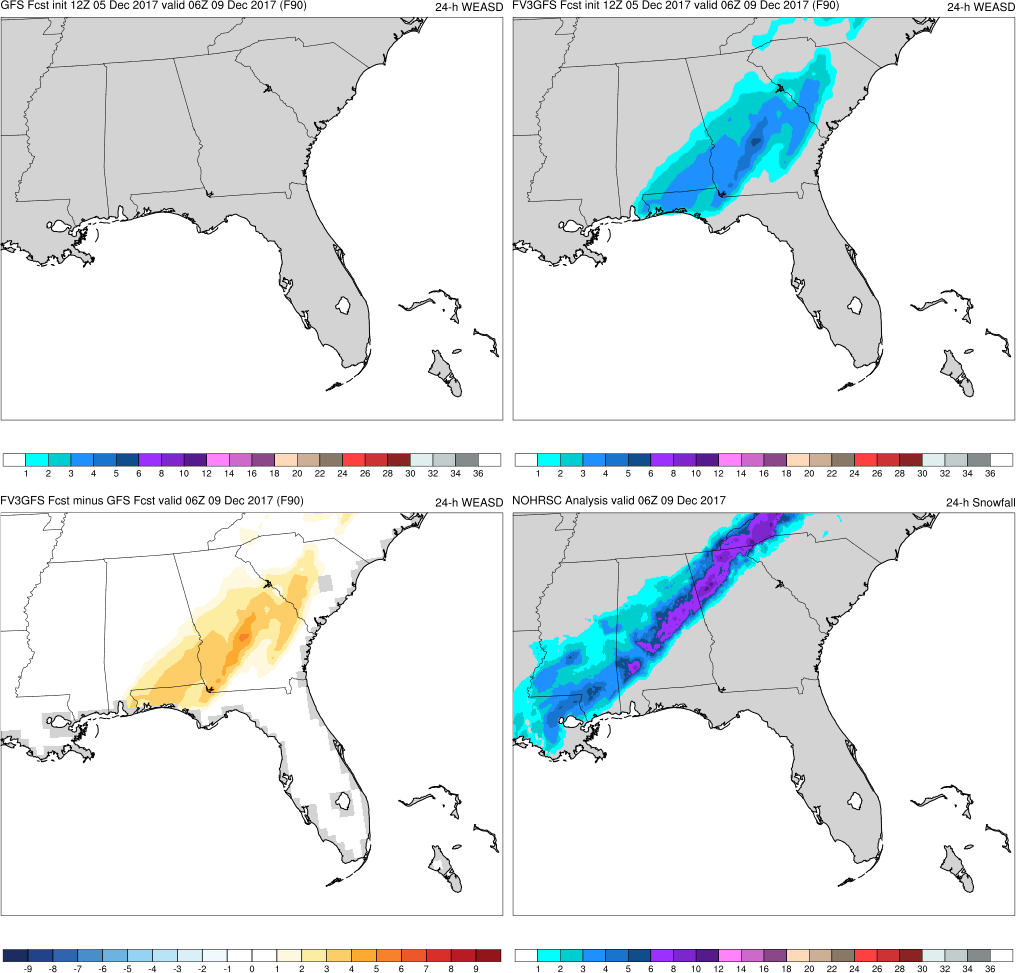 GFS Fcst init 12Z 05 Dec 2017 valid 06Z 09 Dec 2017 (F90) 24-h WEASD
1 2 3 4 5 6 8 10 12 14 16 18 20 22 24 26 28 30 32 34 36
FV3GFS Fcst init 12Z 05 Dec 2017 valid 06Z 09 Dec 2017 (F90) 24-h WEASD
1 2 3 4 5 6 8 10 12 14 16 18 20 22 24 26 28 30 32 34 36
FV3GFS Fcst minus GFS Fcst valid 06Z 09 Dec 2017 (F90) 24-h WEASD
-9 -8 -7 -6 -5 -4 -3 -2 -1 0 1 2 3 4 5 6 7 8 9
NOHRSC Analysis valid 06Z 09 Dec 2017 24-h Snowfall
1 2 3 4 5 6 8 10 12 14 16 18 20 22 24 26 28 30 32 34 36